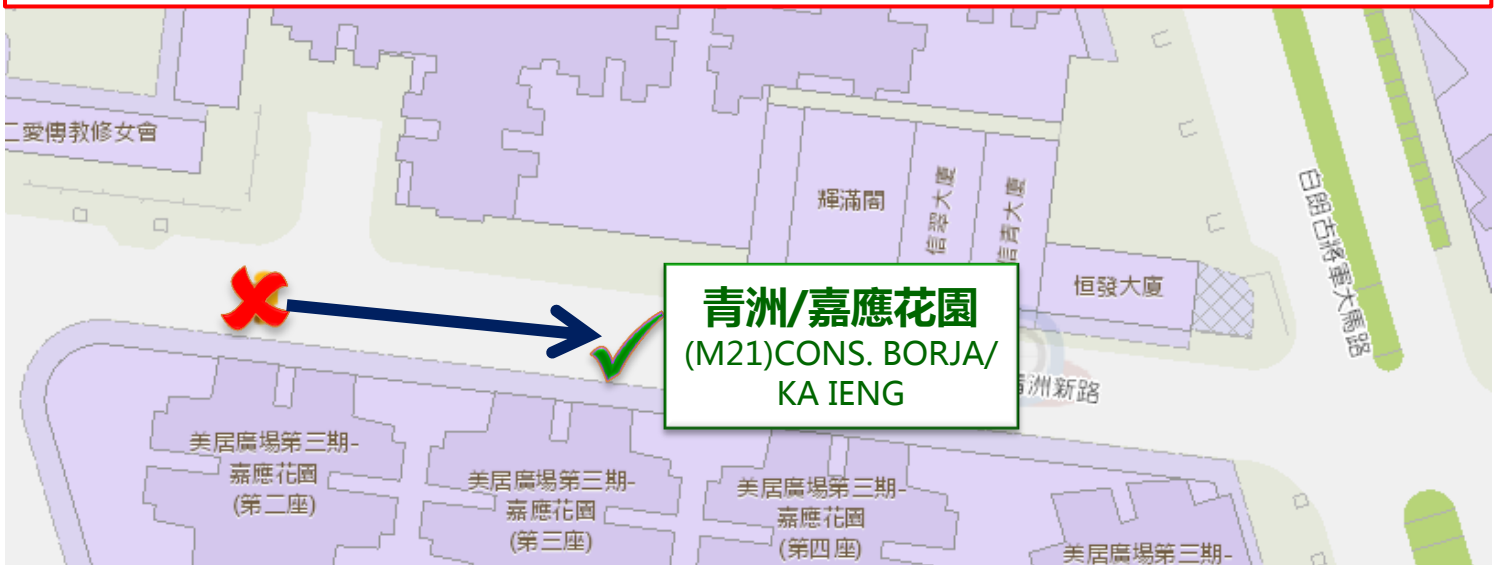 愛傳教修女會
輝滿閣
信翠大廈
信青大廈
恒發大廈
白朗古將軍大馬路
青洲/嘉應花園
(M21)CONS. BORJA/
KA IENG
洲新路
美居廣場第三期-
嘉應花園
(第二座)
美居廣場第三期-
嘉應花園
(第三座)
美居廣場第三期-
嘉應花園
(第四座)
美居廣場第三期-